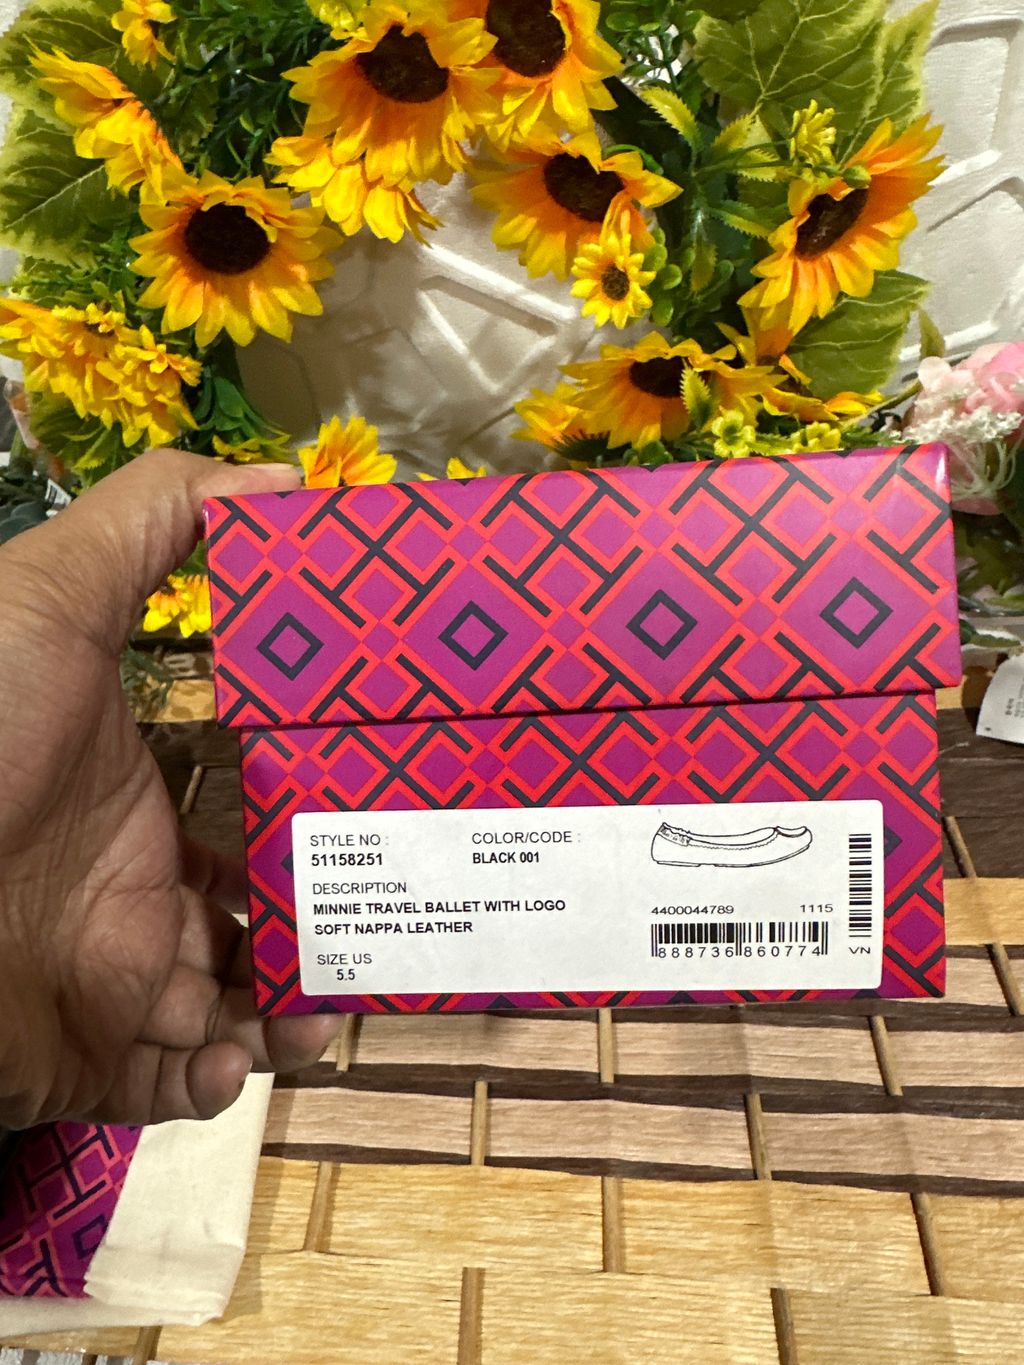 STYLE NO :
51158251
COLOR/CODE :
BLACK 001
DESCRIPTION
MINNIE TRAVEL BALLET WITH LOGO
SOFT NAPPA LEATHER
SIZE US
5.5
4400044789 1115
888736860774
VN